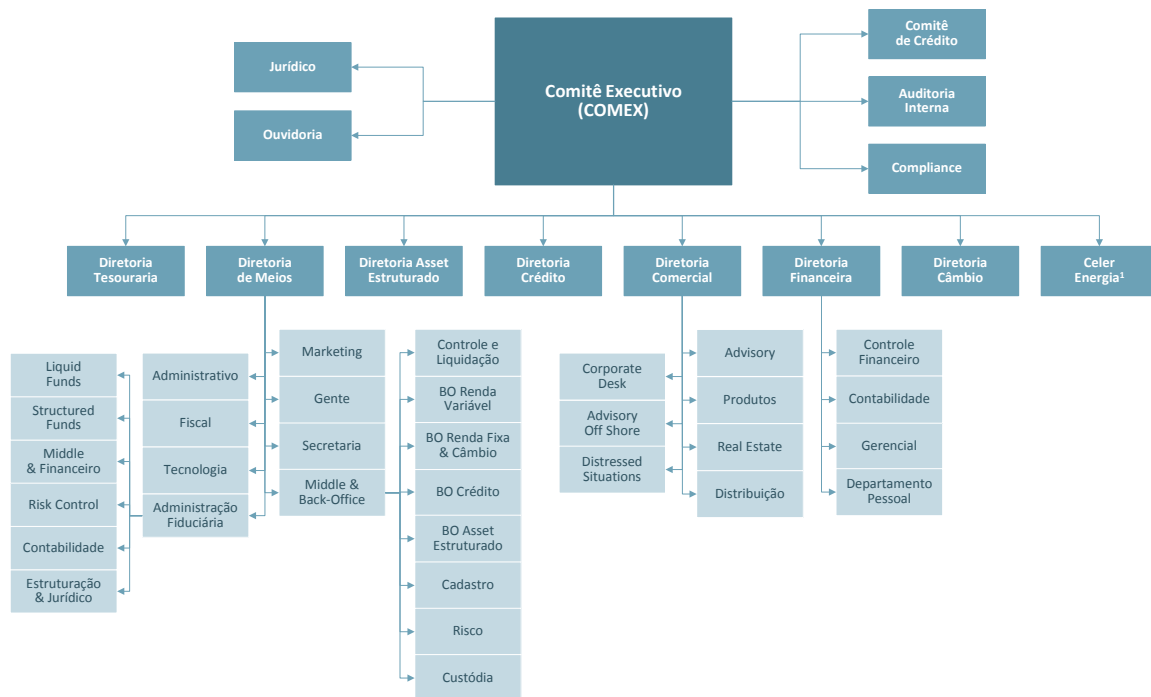 Comitê Executivo
(COMEX)
Jurídico
Ouvidoria
Comitê
de Crédito
Auditoria
Interna
Compliance
Diretoria
Tesouraria
Diretoria
de Meios
Diretoria Asset
Estruturado
Diretoria
Crédito
Diretoria
Comercial
Diretoria
Financeira
Diretoria
Câmbio
Celer
Energia¹
Liquid
Funds
Structured
Funds
Middle
& Financeiro
Risk Control
Contabilidade
Estruturação
& Jurídico
Administrativo
Fiscal
Tecnologia
Administração
Fiduciária
Marketing
Gente
Secretaria
Middle &
Back-Office
Controle e
Liquidação
BO Renda
Variável
BO Renda Fixa
& Câmbio
BO Crédito
BO Asset
Estruturado
Cadastro
Risco
Custódia
Corporate
Desk
Advisory
Off Shore
Distressed
Situations
Advisory
Produtos
Real Estate
Distribuição
Controle
Financeiro
Contabilidade
Gerencial
Departamento
Pessoal